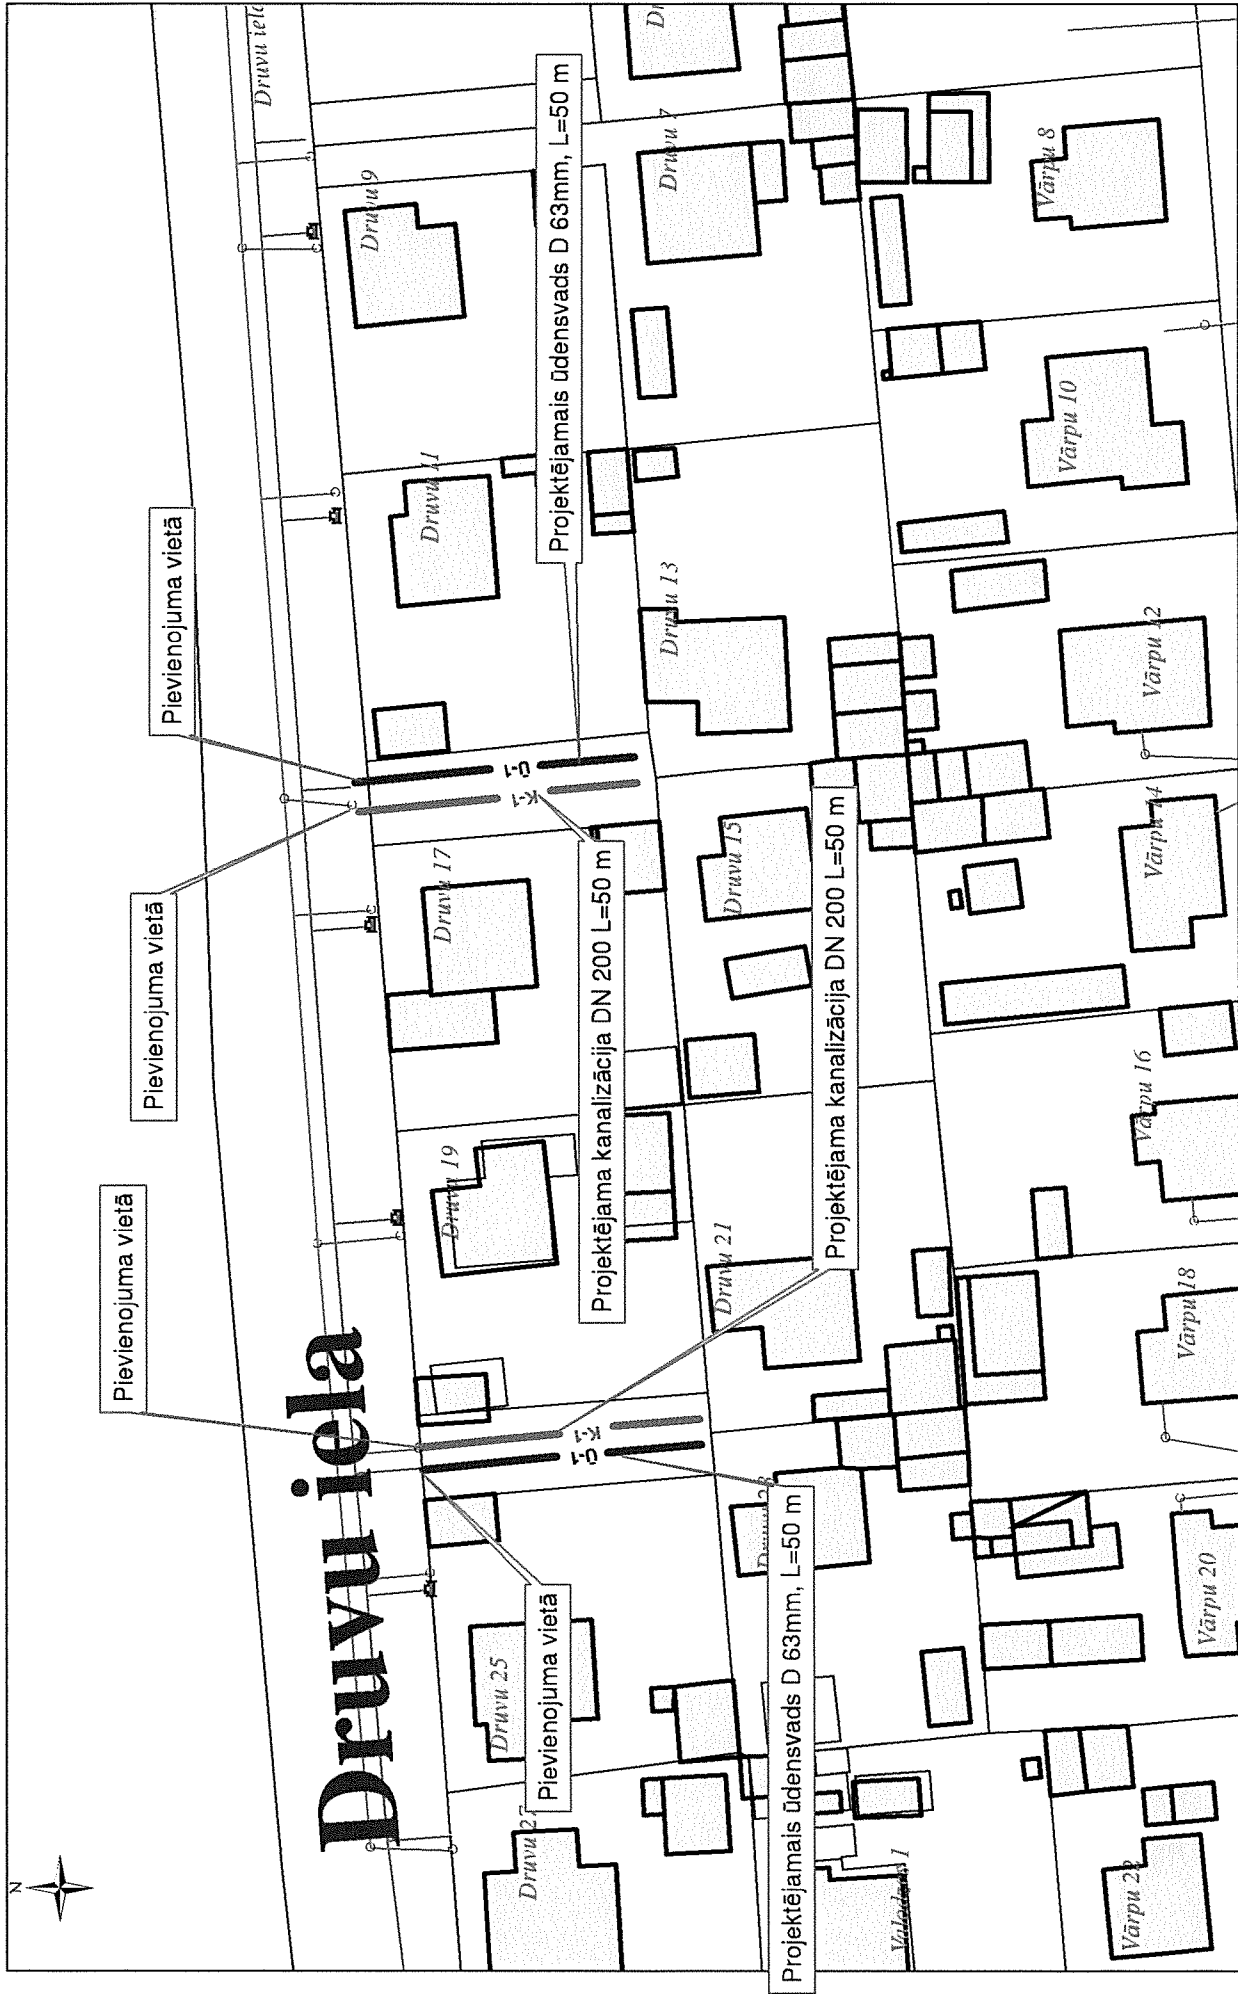 N
Druvu iela
Druvu iela
Pievienojuma vietā
Pievienojuma vietā
Pievienojuma vietā
Pievienojuma vietā
Projektējamais ūdensvads D 63mm, L=50 m
Projektējama kanalizācija DN 200 L=50 m
Projektējama kanalizācija DN 200 L=50 m
Projektējamais ūdensvads D 63mm, L=50 m
Ū-1
K-1
K-1
Ū-1
Druvu 27
Druvu 25
Druvu 19
Druvu 17
Druvu 11
Druvu 9
Druvu 21
Druvu 15
Druvu 13
Druvu 7
Vārpu 22
Vārpu 20
Vārpu 18
Vārpu 16
Vārpu 14
Vārpu 12
Vārpu 10
Vārpu 8